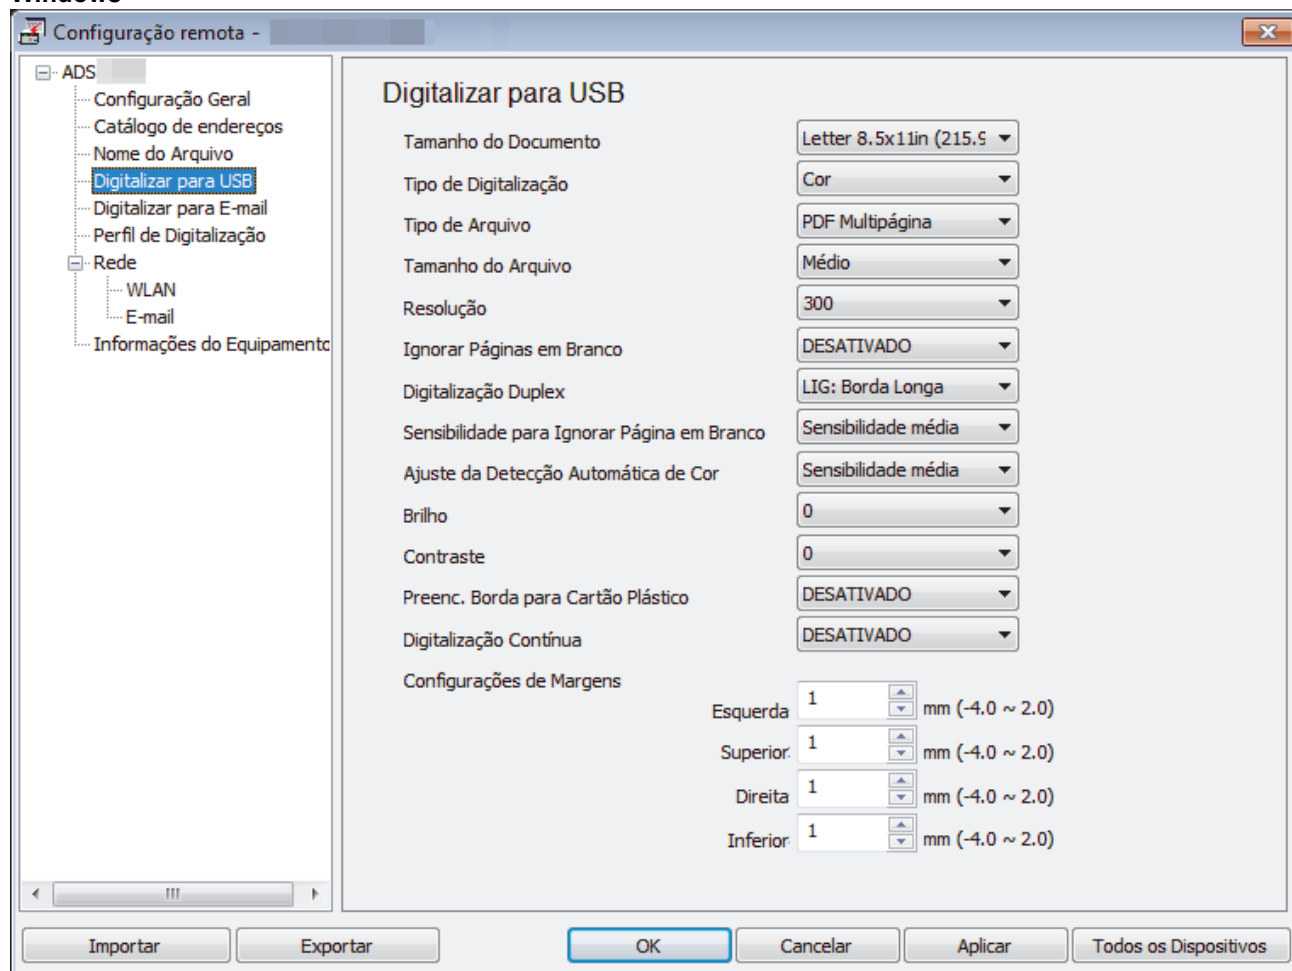 Windows
Configuração remota -
ADS
Configuração Geral
Catálogo de endereços
Nome do Arquivo
Digitalizar para USB
Digitalizar para E-mail
Perfil de Digitalização
Rede
WLAN
E-mail
Informações do Equipamento
Digitalizar para USB
Tamanho do Documento Letter 8.5x11in (215.9
Tipo de Digitalização Cor
Tipo de Arquivo PDF Multipágina
Tamanho do Arquivo Médio
Resolução 300
Ignorar Páginas em Branco DESATIVADO
Digitalização Duplex LIG: Borda Longa
Sensibilidade para Ignorar Página em Branco Sensibilidade média
Ajuste da Detecção Automática de Cor Sensibilidade média
Brilho 0
Contraste 0
Preenc. Borda para Cartão Plástico DESATIVADO
Digitalização Contínua DESATIVADO
Configurações de Margens
Esquerda 1 mm (-4.0 ~ 2.0)
Superior 1 mm (-4.0 ~ 2.0)
Direita 1 mm (-4.0 ~ 2.0)
Inferior 1 mm (-4.0 ~ 2.0)
Importar Exportar OK Cancelar Aplicar Todos os Dispositivos